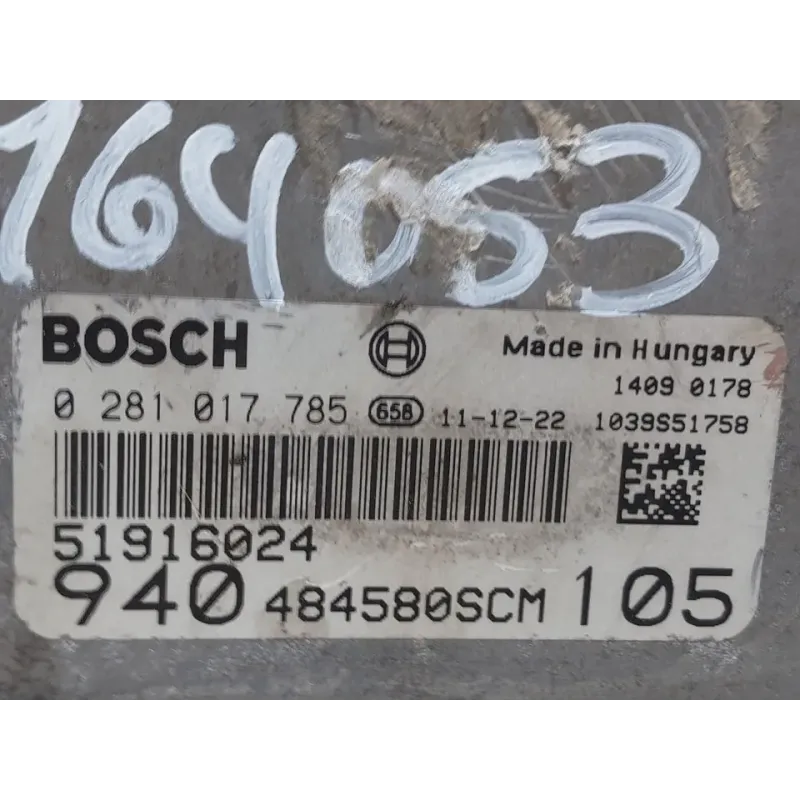 164053
BOSCH
Made in Hungary
1409 0178
0 281 017 785 658 11-12-22 1039S51758
51916024
940 484580SCM 105